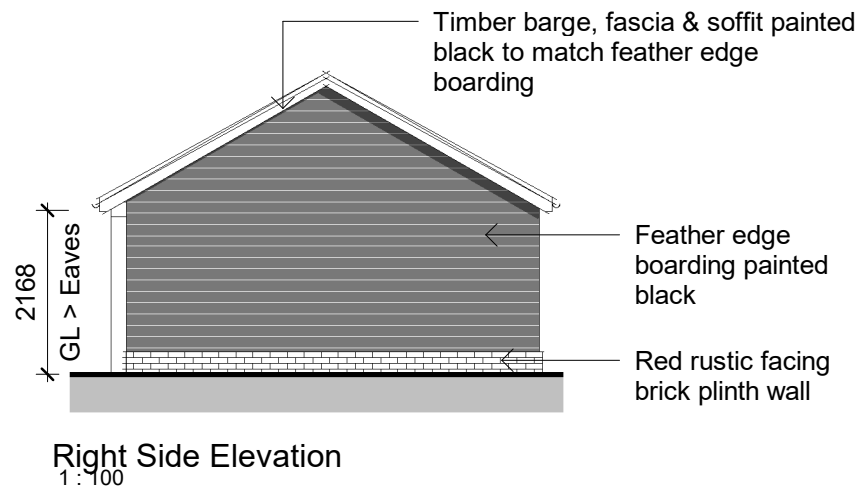 Timber barge, fascia & soffit painted
black to match feather edge
boarding
2168
GL > Eaves
Feather edge
boarding painted
black
Red rustic facing
brick plinth wall
Right Side Elevation
1 : 100